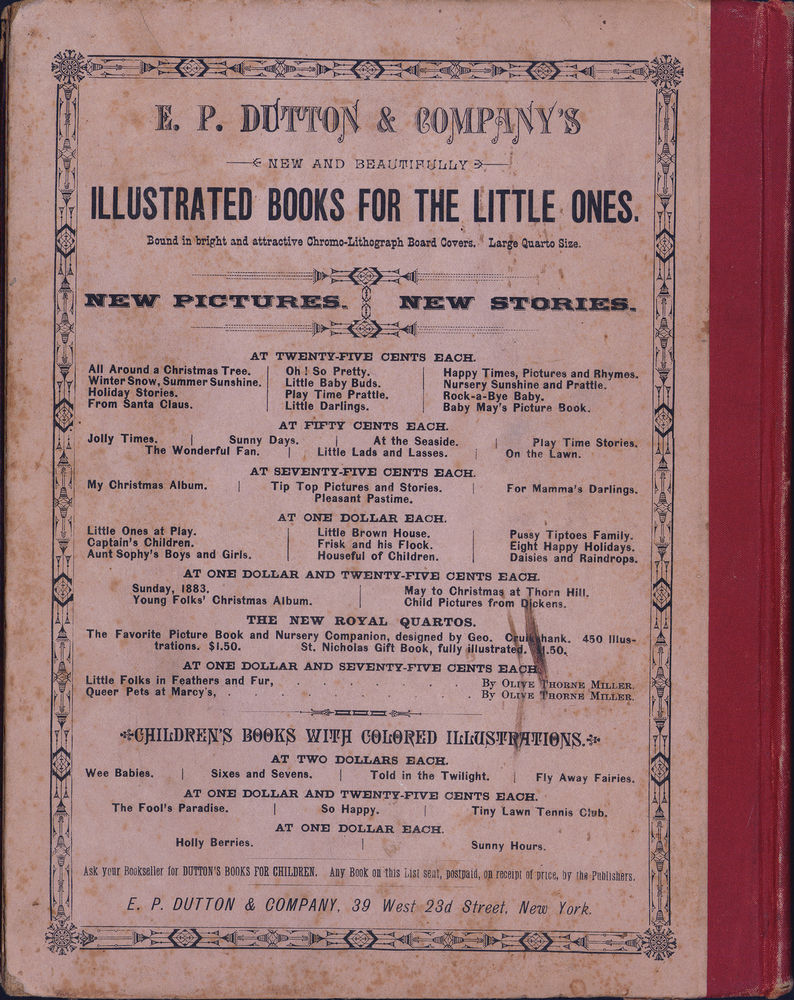 E. P. DUTTON & COMPANY'S
NEW AND BEAUTIFULLY
ILLUSTRATED BOOKS FOR THE LITTLE ONES.
Bound in bright and attractive Chromo-Lithograph Board Covers. Large Quarto Size.
NEW PICTURES. NEW STORIES.
AT TWENTY-FIVE CENTS EACH.
All Around a Christmas Tree. | Oh! So Pretty. | Happy Times, Pictures and Rhymes.
Winter Snow, Summer Sunshine. | Little Baby Buds. | Nursery Sunshine and Prattle.
Holiday Stories. | Play Time Prattle. | Rock-a-Bye Baby.
From Santa Claus. | Little Darlings. | Baby May's Picture Book.
AT FIFTY CENTS EACH.
Jolly Times. | Sunny Days. | At the Seaside. | Play Time Stories.
The Wonderful Fan. | Little Lads and Lasses. | On the Lawn.
AT SEVENTY-FIVE CENTS EACH.
My Christmas Album. | Tip Top Pictures and Stories. | For Mamma's Darlings.
Pleasant Pastime.
AT ONE DOLLAR EACH.
Little Ones at Play. | Little Brown House. | Pussy Tiptoes Family.
Captain's Children. | Frisk and his Flock. | Eight Happy Holidays.
Aunt Sophy's Boys and Girls. | Houseful of Children. | Daisies and Raindrops.
AT ONE DOLLAR AND TWENTY-FIVE CENTS EACH.
Sunday, 1883. | May to Christmas at Thorn Hill.
Young Folks' Christmas Album. | Child Pictures from Dickens.
THE NEW ROYAL QUARTOS.
The Favorite Picture Book and Nursery Companion, designed by Geo. Cruikshank. 450 Illus-
trations. $1.50. St. Nicholas Gift Book, fully illustrated. $1.50.
AT ONE DOLLAR AND SEVENTY-FIVE CENTS EACH.
Little Folks in Feathers and Fur, . . . . . . By OLIVE THORNE MILLER.
Queer Pets at Marcy's, . . . . . . . . By OLIVE THORNE MILLER.
CHILDREN'S BOOKS WITH COLORED ILLUSTRATIONS.
AT TWO DOLLARS EACH.
Wee Babies. | Sixes and Sevens. | Told in the Twilight. | Fly Away Fairies.
AT ONE DOLLAR AND TWENTY-FIVE CENTS EACH.
The Fool's Paradise. | So Happy. | Tiny Lawn Tennis Club.
AT ONE DOLLAR EACH.
Holly Berries. | Sunny Hours.
Ask your Bookseller for DUTTON'S BOOKS FOR CHILDREN. Any Book on this List sent, postpaid, on receipt of price, by the Publishers.
E. P. DUTTON & COMPANY, 39 West 23d Street, New York.